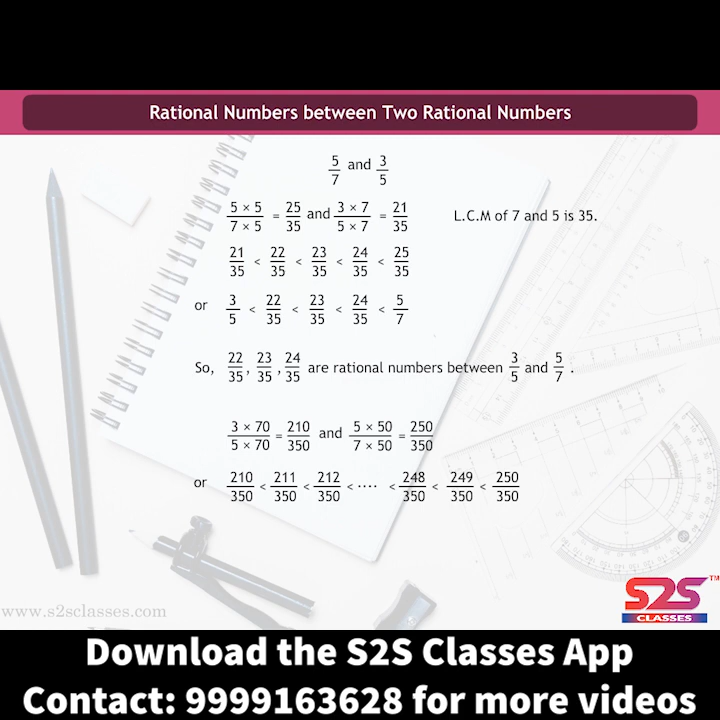 Rational Numbers between Two Rational Numbers
5/7 and 3/5
5 × 5 / 7 × 5 = 25/35 and 3 × 7 / 5 × 7 = 21/35 L.C.M of 7 and 5 is 35.
21/35 < 22/35 < 23/35 < 24/35 < 25/35
or 3/5 < 22/35 < 23/35 < 24/35 < 5/7
So, 22/35, 23/35, 24/35 are rational numbers between 3/5 and 5/7.
3 × 70 / 5 × 70 = 210/350 and 5 × 50 / 7 × 50 = 250/350
or 210/350 < 211/350 < 212/350 < ···· < 248/350 < 249/350 < 250/350
S2S TM
CLASSES
www.s2sclasses.com
Download the S2S Classes App
Contact: 9999163628 for more videos